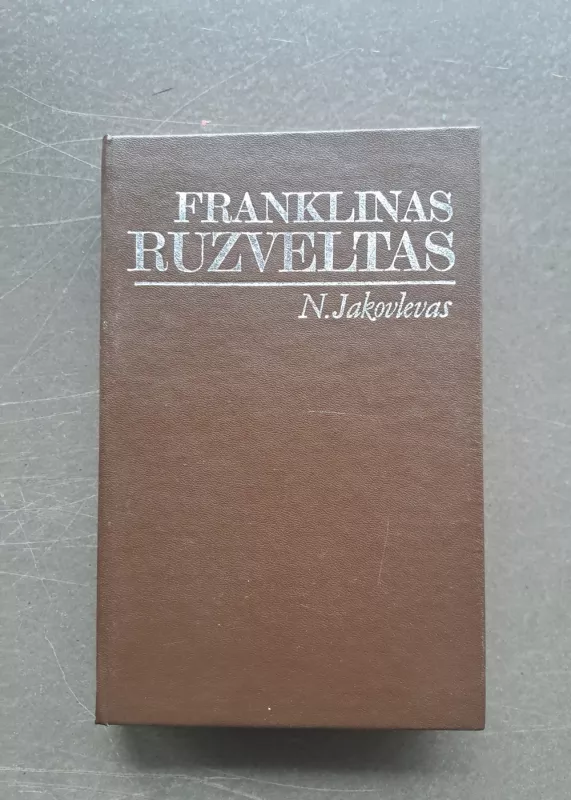 FRANKLINAS
RUZVELTAS
N. Jakovlevas